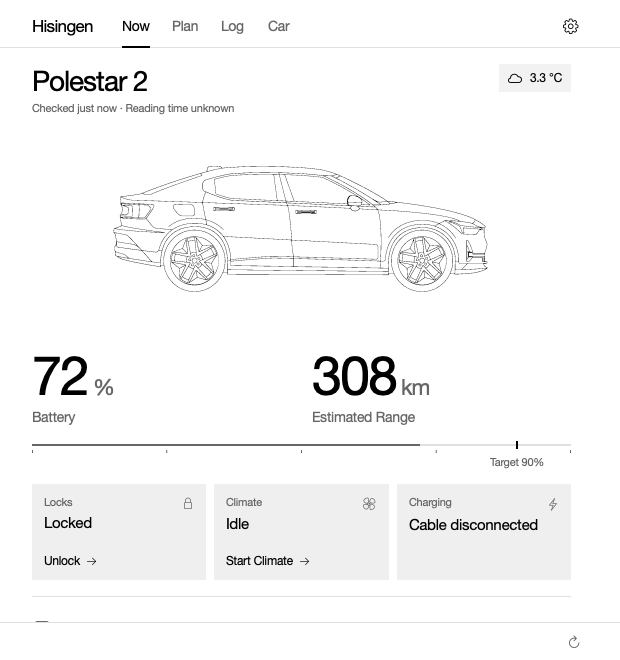 Hisingen Now Plan Log Car
Polestar 2
3.3 °C
Checked just now · Reading time unknown
72 %
308 km
Battery
Estimated Range
Target 90%
Locks
Locked
Unlock →
Climate
Idle
Start Climate →
Charging
Cable disconnected